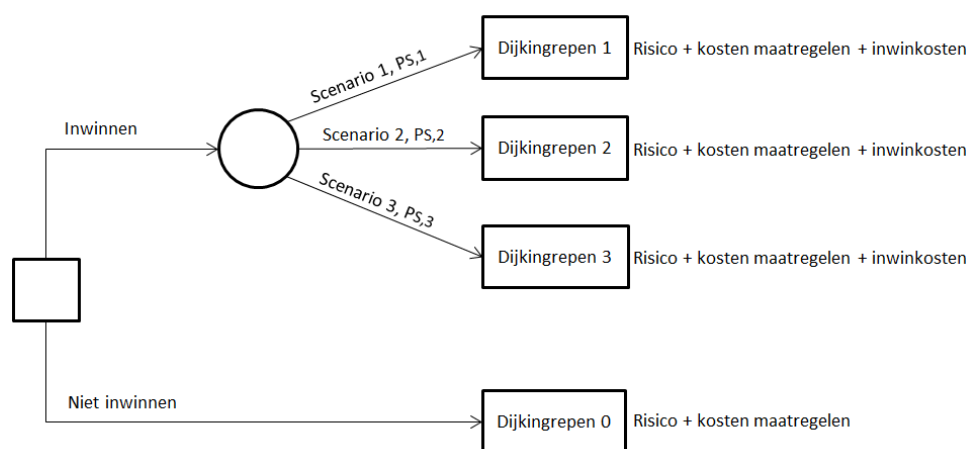 Dijkingrepen 1 Risico + kosten maatregelen + inwinkosten
Scenario 1, PS,1
Inwinnen
Scenario 2, PS,2
Dijkingrepen 2 Risico + kosten maatregelen + inwinkosten
Scenario 3, PS,3
Dijkingrepen 3 Risico + kosten maatregelen + inwinkosten
Niet inwinnen
Dijkingrepen 0 Risico + kosten maatregelen